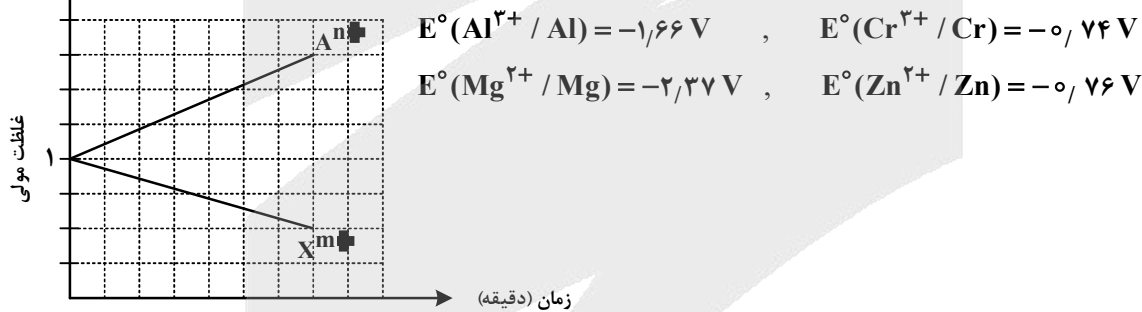 E°(Al³⁺ / Al) = −۱/۶۶ V , E°(Cr³⁺ / Cr) = −۰/ ۷۴ V
E°(Mg²⁺ / Mg) = −۲/۳۷ V , E°(Zn²⁺ / Zn) = −۰/ ۷۶ V
Aⁿ⁺
غلظت مولی
۱
Xᵐ⁺
زمان (دقیقه)